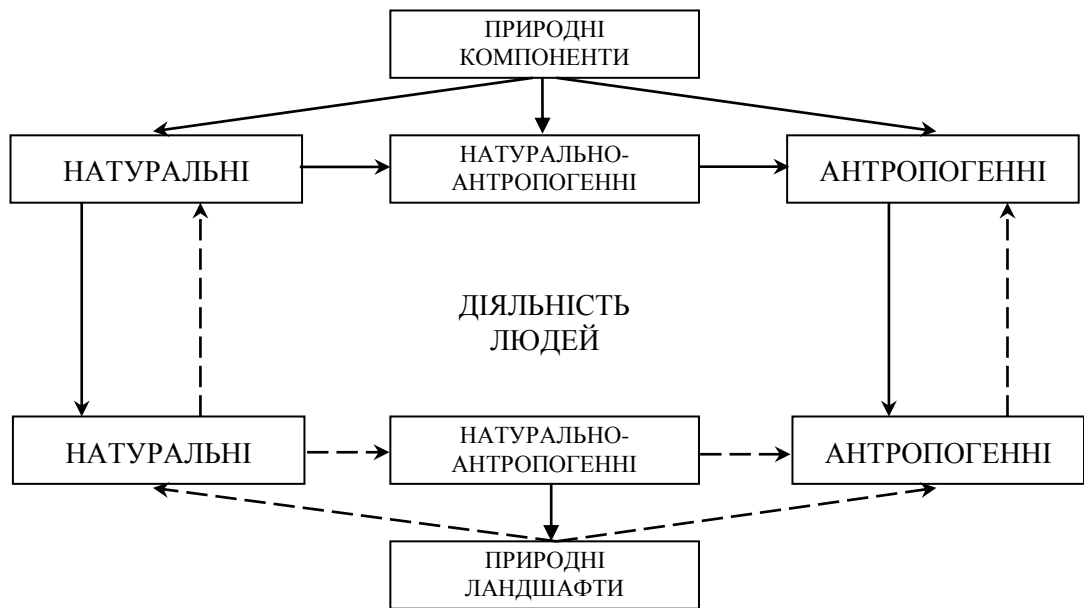 ПРИРОДНІ
КОМПОНЕНТИ
НАТУРАЛЬНІ
НАТУРАЛЬНО-
АНТРОПОГЕННІ
АНТРОПОГЕННІ
ДІЯЛЬНІСТЬ
ЛЮДЕЙ
НАТУРАЛЬНІ
НАТУРАЛЬНО-
АНТРОПОГЕННІ
АНТРОПОГЕННІ
ПРИРОДНІ
ЛАНДШАФТИ